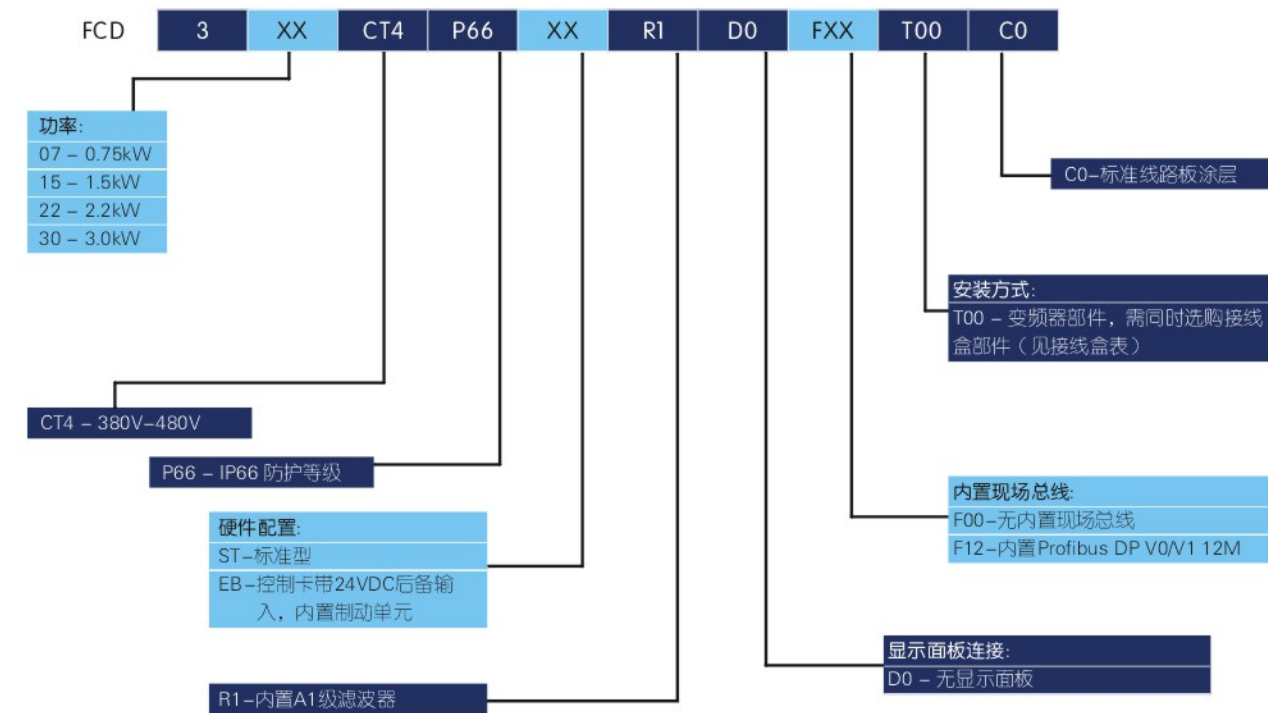 FCD 3 XX CT4 P66 XX R1 D0 FXX T00 C0
功率:
07 – 0.75kW
15 – 1.5kW
22 – 2.2kW
30 – 3.0kW
C0–标准线路板涂层
安装方式:
T00 – 变频器部件，需同时选购接线
盒部件（见接线盒表）
CT4 – 380V–480V
P66 – IP66 防护等级
硬件配置:
ST–标准型
EB–控制卡带24VDC后备输
入，内置制动单元
内置现场总线:
F00–无内置现场总线
F12–内置Profibus DP V0/V1 12M
显示面板连接:
D0 – 无显示面板
R1–内置A1级滤波器